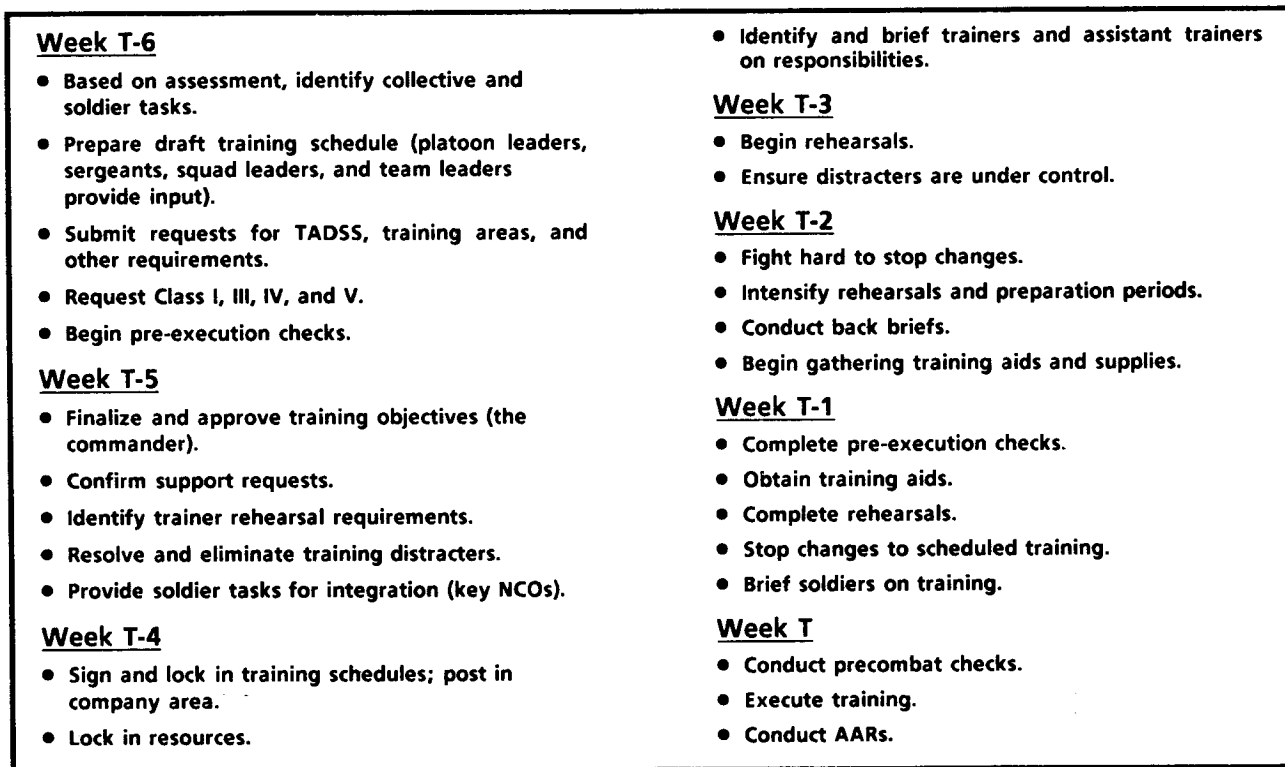 Week T-6
● Based on assessment, identify collective and
soldier tasks.
● Prepare draft training schedule (platoon leaders,
sergeants, squad leaders, and team leaders
provide input).
● Submit requests for TADSS, training areas, and
other requirements.
● Request Class I, III, IV, and V.
● Begin pre-execution checks.
Week T-5
● Finalize and approve training objectives (the
commander).
● Confirm support requests.
● Identify trainer rehearsal requirements.
● Resolve and eliminate training distracters.
● Provide soldier tasks for integration (key NCOs).
Week T-4
● Sign and lock in training schedules; post in
company area.
● Lock in resources.
● Identify and brief trainers and assistant trainers
on responsibilities.
Week T-3
● Begin rehearsals.
● Ensure distracters are under control.
Week T-2
● Fight hard to stop changes.
● Intensify rehearsals and preparation periods.
● Conduct back briefs.
● Begin gathering training aids and supplies.
Week T-1
● Complete pre-execution checks.
● Obtain training aids.
● Complete rehearsals.
● Stop changes to scheduled training.
● Brief soldiers on training.
Week T
● Conduct precombat checks.
● Execute training.
● Conduct AARs.